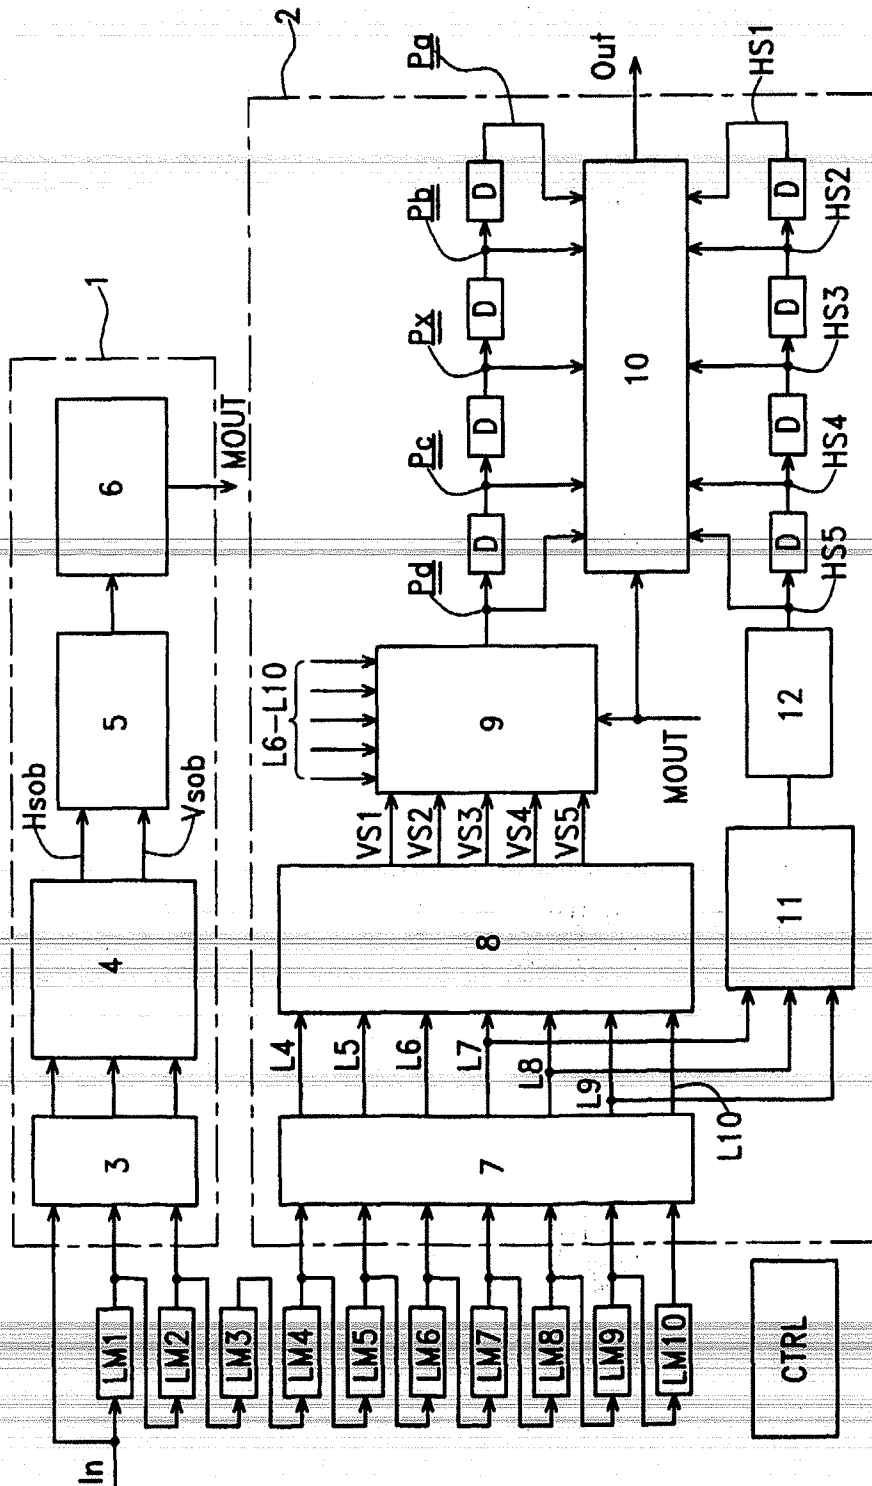 In
LM1
LM2
LM3
LM4
LM5
LM6
LM7
LM8
LM9
LM10
CTRL
1
3
4
Hsob
Vsob
5
6
MOUT
2
7
L4
L5
L6
L7
L8
L9
L10
8
VS1
VS2
VS3
VS4
VS5
L6-L10
9
MOUT
11
12
Pd
D
Pc
D
Px
D
Pb
D
Pa
10
Out
HS5
D
HS4
D
HS3
D
HS2
D
HS1